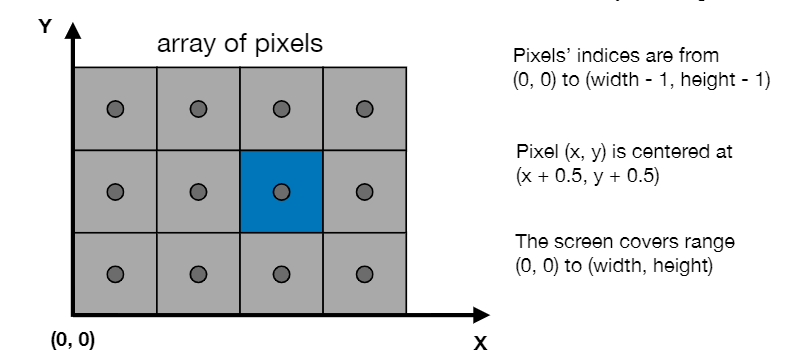 Y
array of pixels
Pixels' indices are from
(0, 0) to (width - 1, height - 1)
Pixel (x, y) is centered at
(x + 0.5, y + 0.5)
The screen covers range
(0, 0) to (width, height)
(0, 0)
X